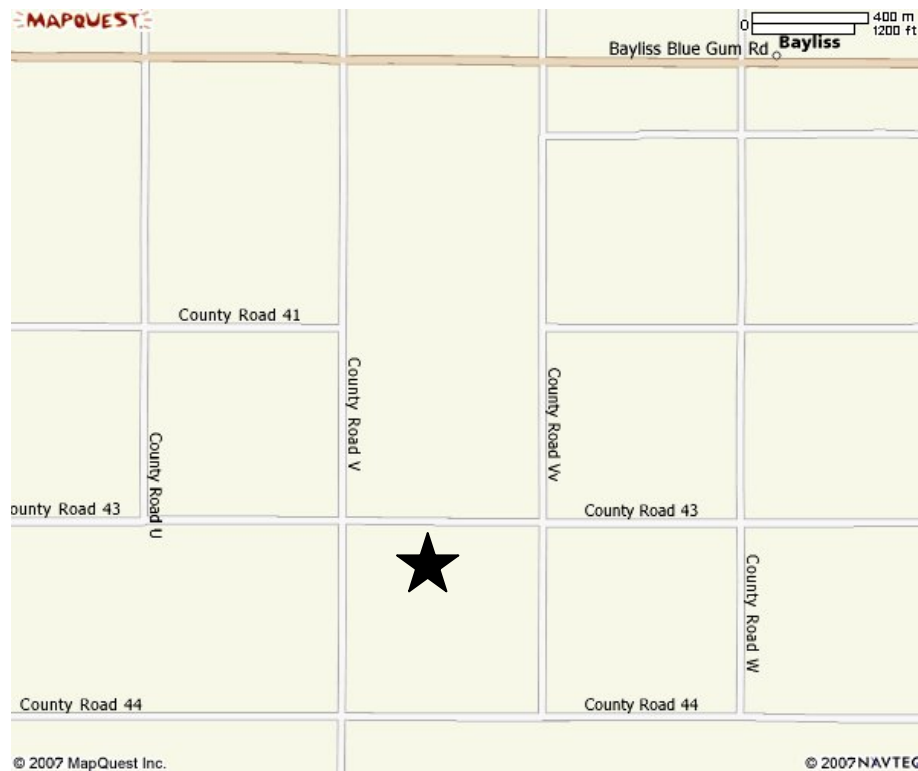 MAPQUEST
0
400 m
1200 ft
Bayliss Blue Gum Rd
Bayliss
County Road 41
County Road V
County Road Vv
County Road U
ounty Road 43
County Road 43
County Road W
County Road 44
County Road 44
© 2007 MapQuest Inc.
© 2007 NAVTEQ